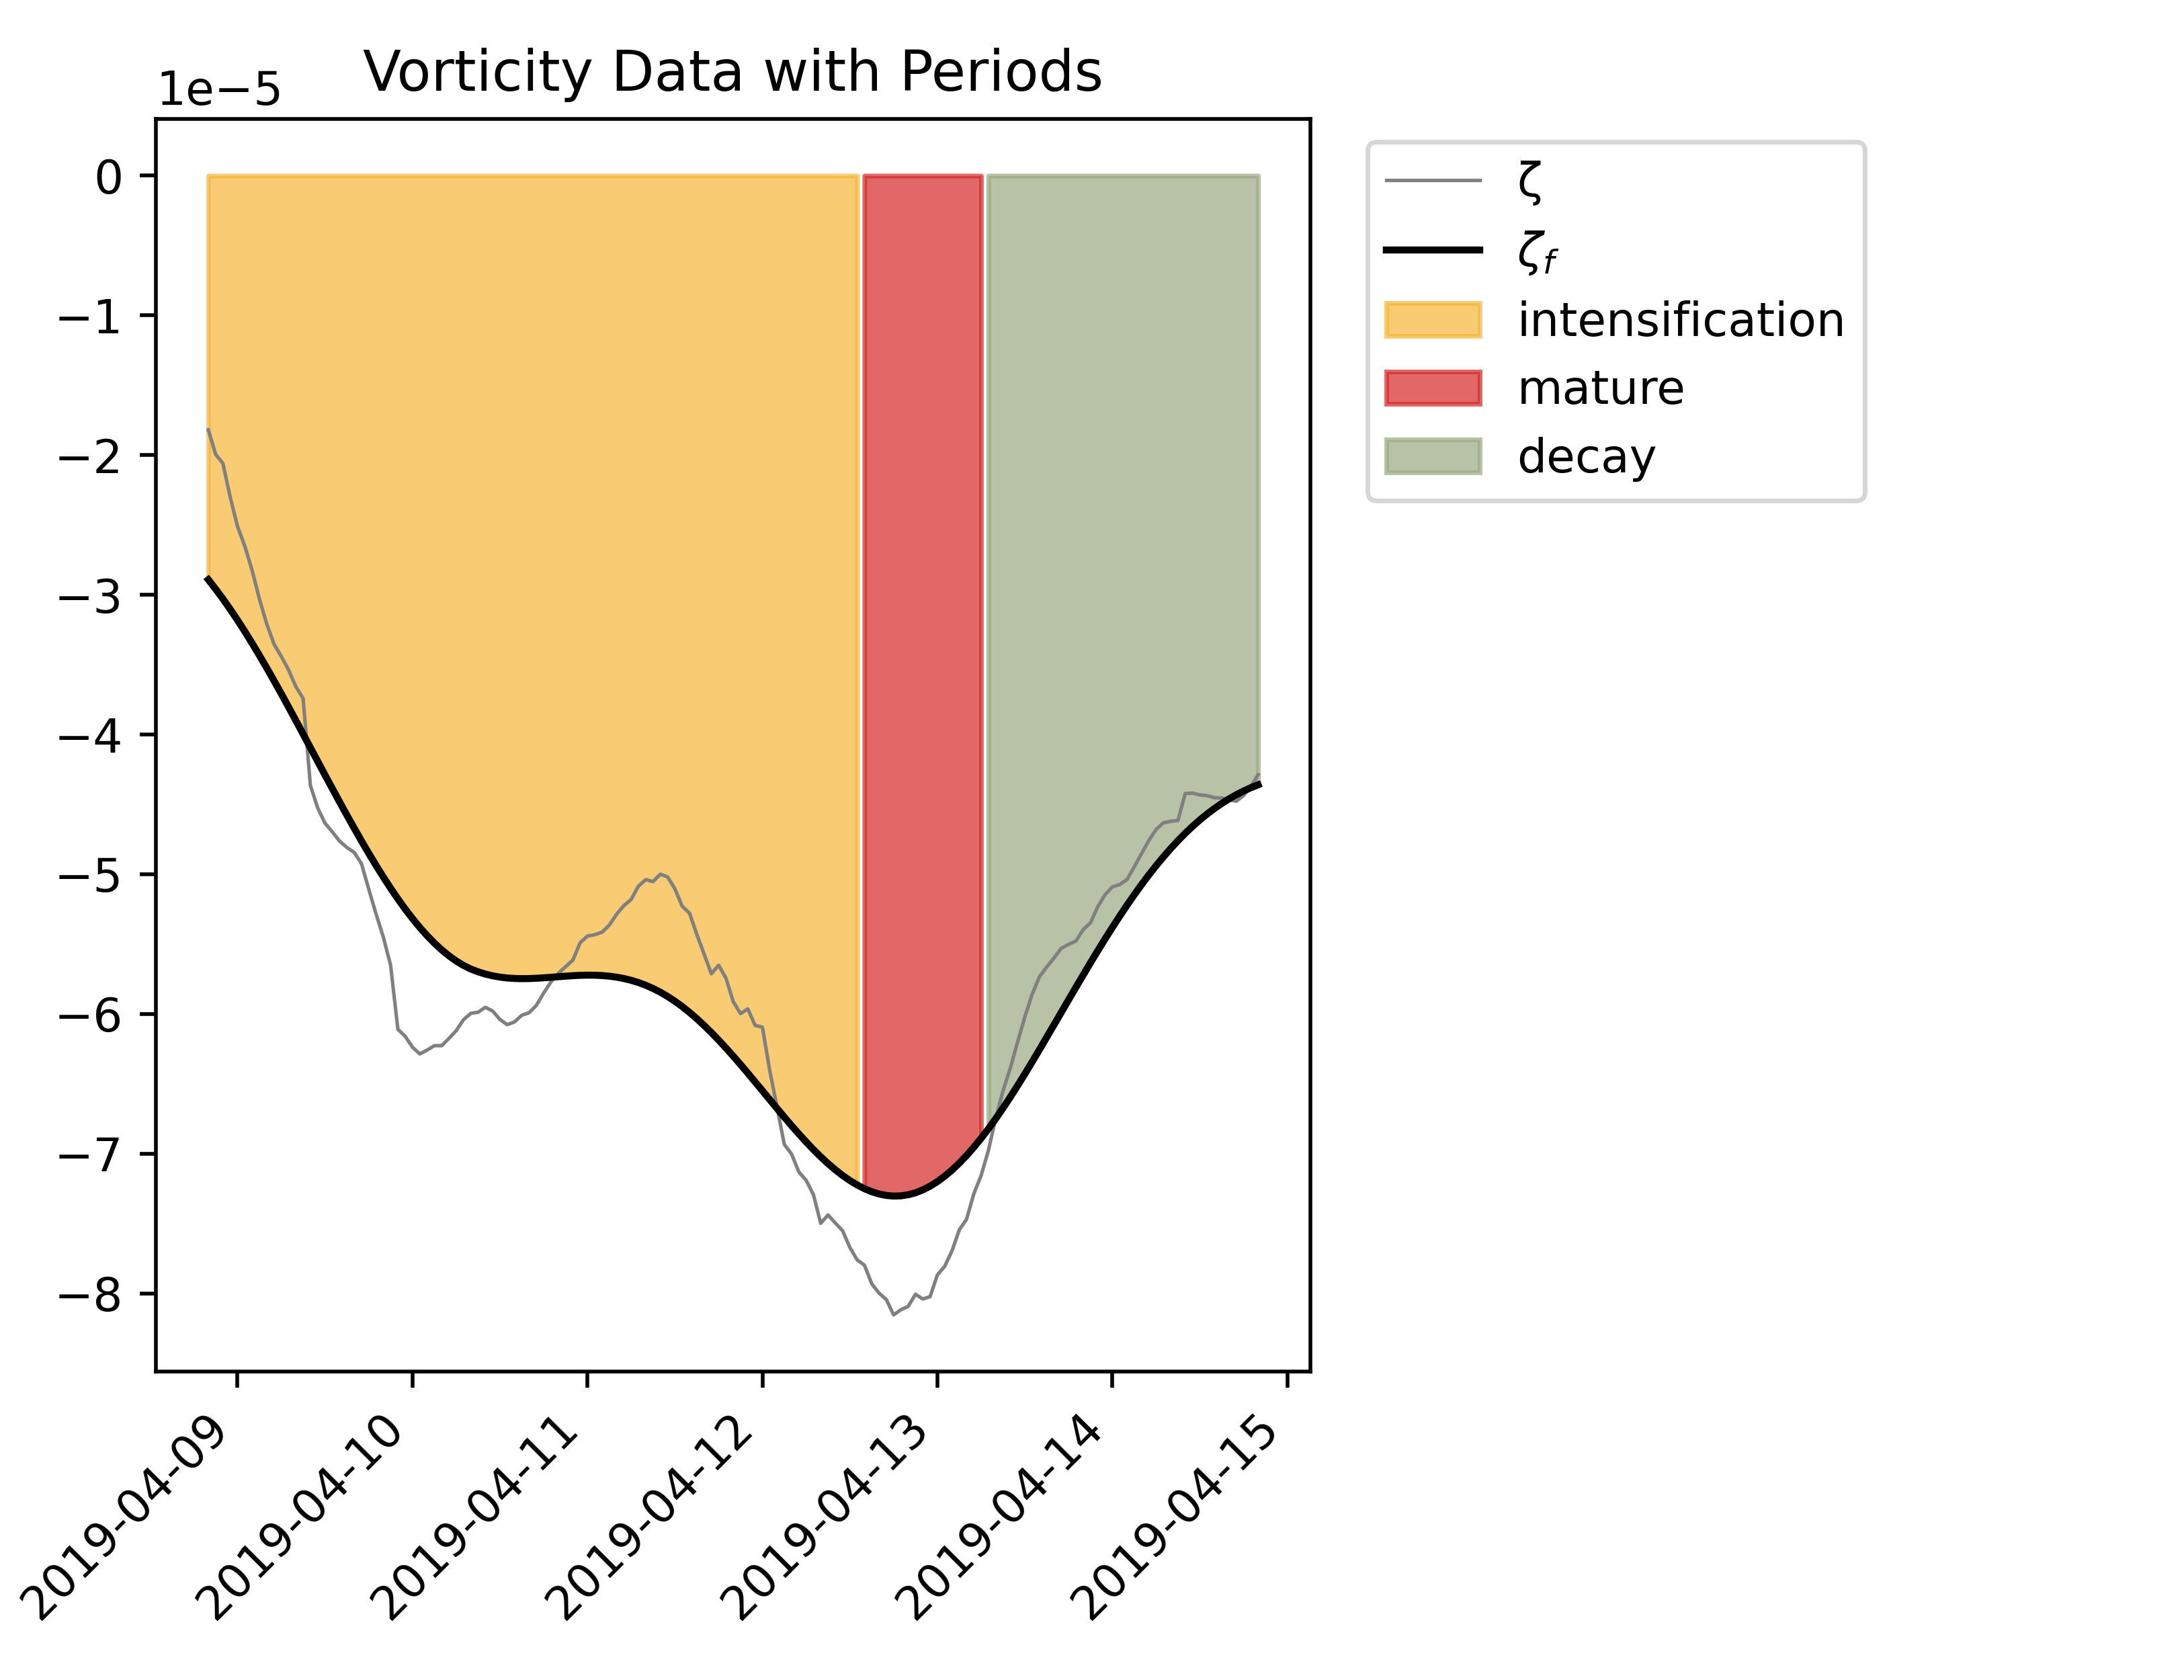 Vorticity Data with Periods
1e−5
0
−1
−2
−3
−4
−5
−6
−7
−8
2019-04-09
2019-04-10
2019-04-11
2019-04-12
2019-04-13
2019-04-14
2019-04-15
ζ
ζf
intensification
mature
decay